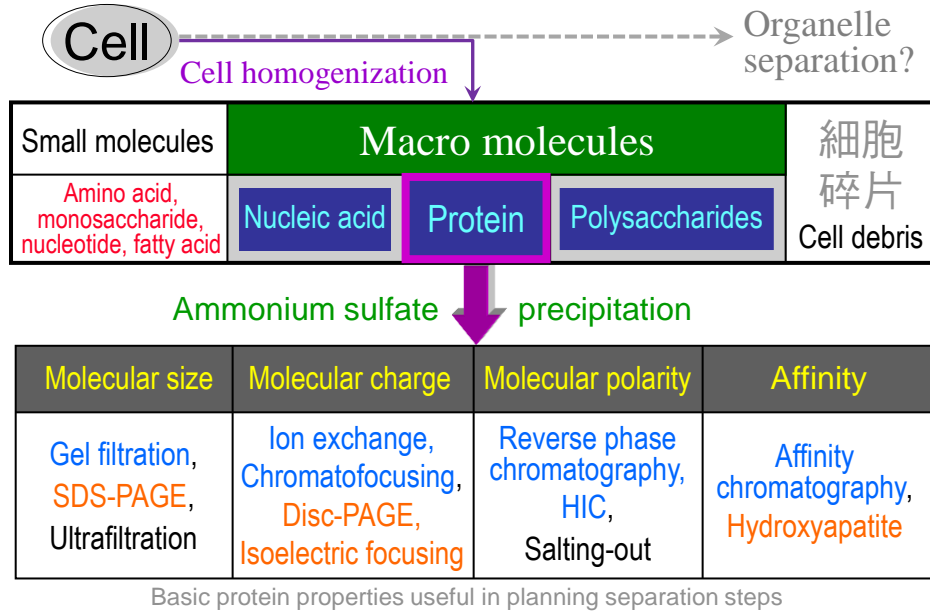 Cell
Organelle
separation?
Cell homogenization
Small molecules
Macro molecules
細胞
碎片
Cell debris
Amino acid,
monosaccharide,
nucleotide, fatty acid
Nucleic acid
Protein
Polysaccharides
Ammonium sulfate precipitation
Molecular size
Molecular charge
Molecular polarity
Affinity
Gel filtration,
SDS-PAGE,
Ultrafiltration
Ion exchange,
Chromatofocusing,
Disc-PAGE,
Isoelectric focusing
Reverse phase
chromatography,
HIC,
Salting-out
Affinity
chromatography,
Hydroxyapatite
Basic protein properties useful in planning separation steps